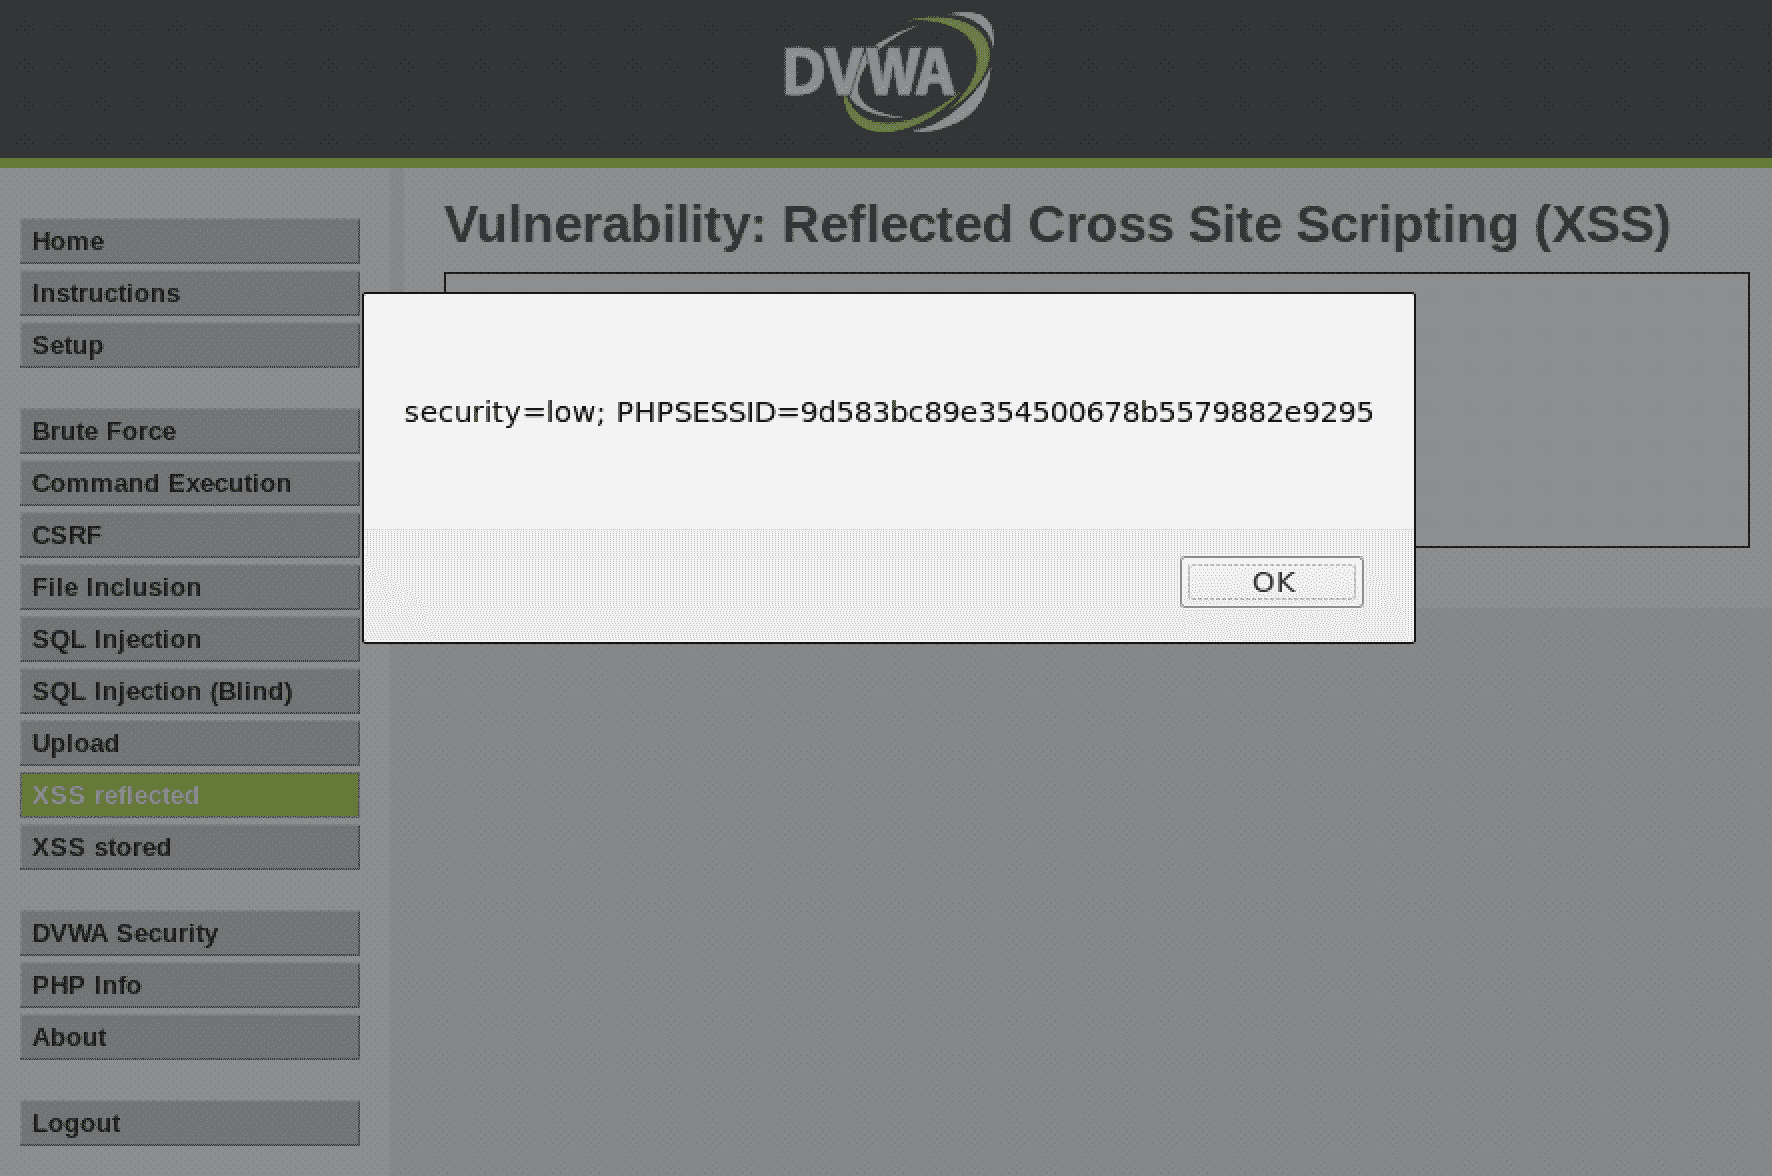 DVWA
Vulnerability: Reflected Cross Site Scripting (XSS)
Home
Instructions
Setup
Brute Force
Command Execution
CSRF
File Inclusion
SQL Injection
SQL Injection (Blind)
Upload
XSS reflected
XSS stored
DVWA Security
PHP Info
About
Logout
security=low; PHPSESSID=9d583bc89e354500678b5579882e9295
OK